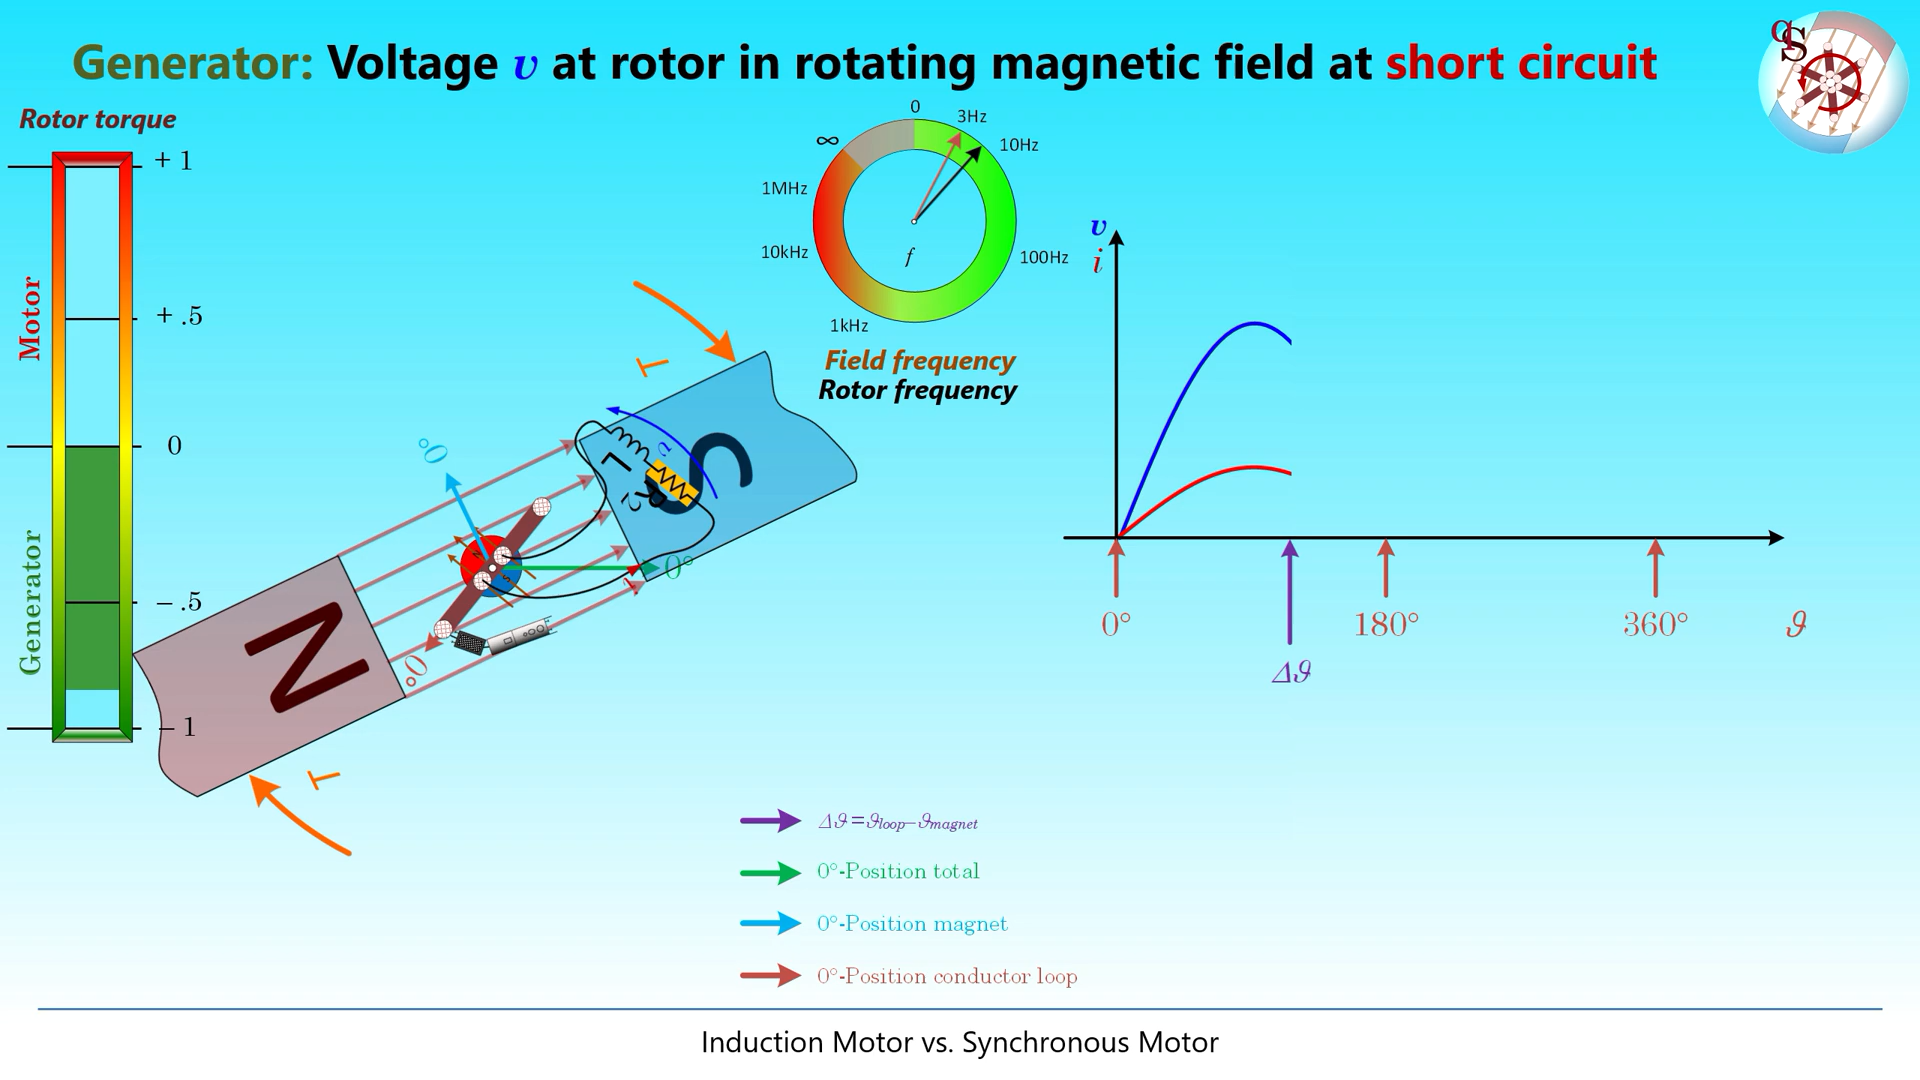 Generator: Voltage v at rotor in rotating magnetic field at short circuit
qS
Rotor torque
+ 1
+ .5
0
− .5
− 1
Motor
Generator
0
3Hz
10Hz
100Hz
1kHz
10kHz
1MHz
∞
f
Field frequency
Rotor frequency
v
i
0°
180°
360°
ϑ
Δϑ
T
S
v
L
R
2
0°
0°
i
N
S
0°
N
T
Δϑ=ϑloop−ϑmagnet
0°-Position total
0°-Position magnet
0°-Position conductor loop
Induction Motor vs. Synchronous Motor